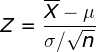 Z = (X̄ − μ) / (σ/√n)